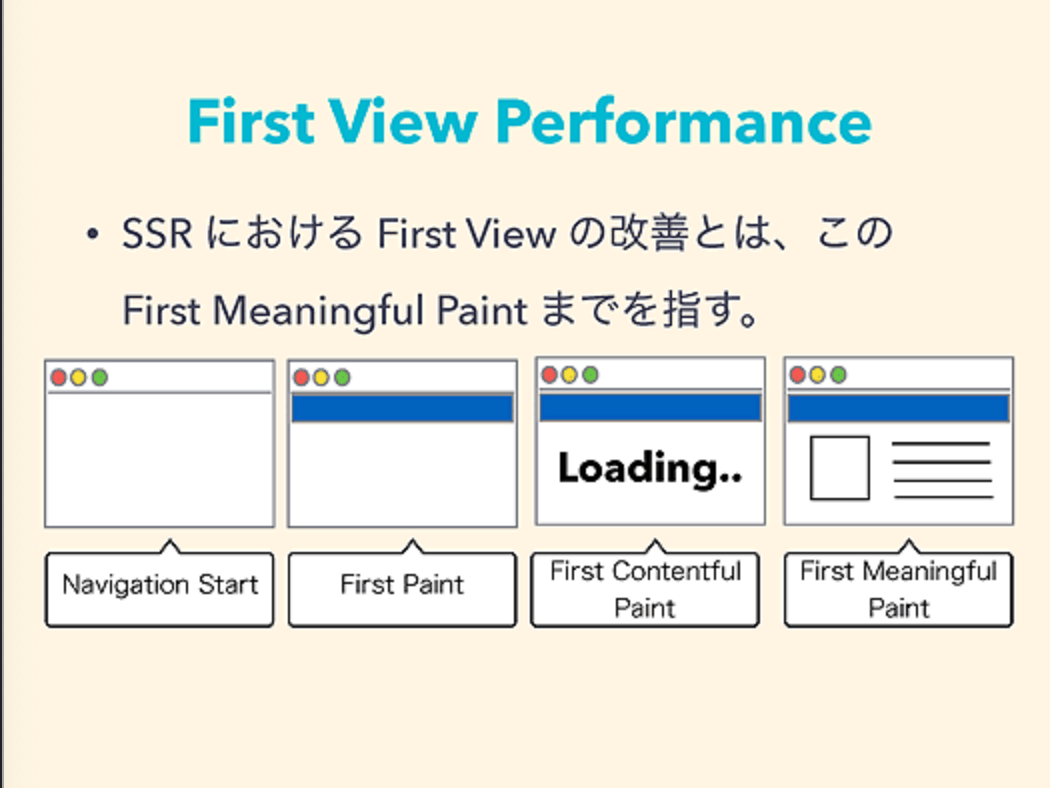 First View Performance
• SSR における First View の改善とは、この
First Meaningful Paint までを指す。
Loading..
Navigation Start
First Paint
First Contentful
Paint
First Meaningful
Paint